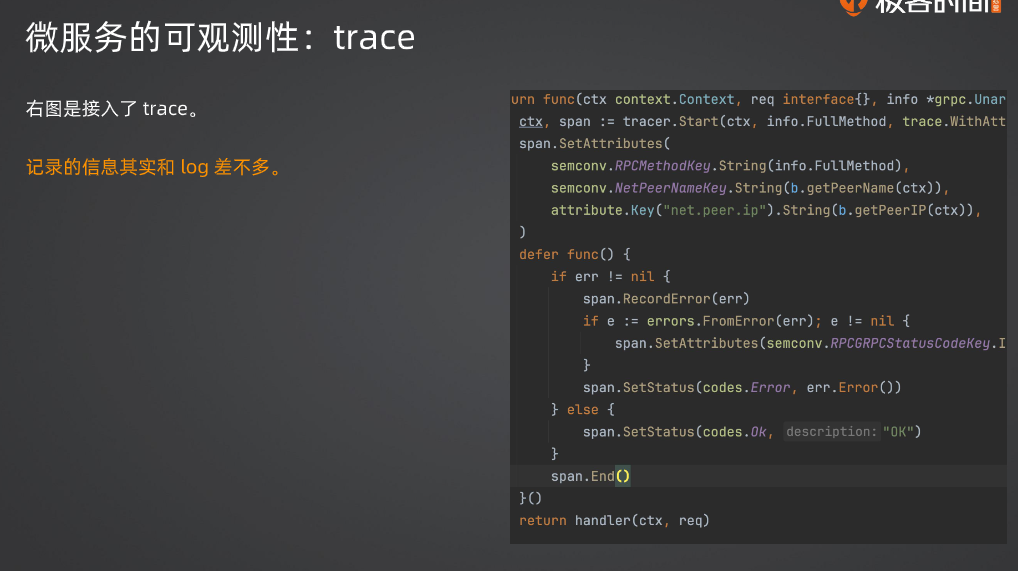 极客时间
微服务的可观测性：trace
右图是接入了 trace。
记录的信息其实和 log 差不多。
urn func(ctx context.Context, req interface{}, info *grpc.Unar
ctx, span := tracer.Start(ctx, info.FullMethod, trace.WithAtt
span.SetAttributes(
semconv.RPCMethodKey.String(info.FullMethod),
semconv.NetPeerNameKey.String(b.getPeerName(ctx)),
attribute.Key("net.peer.ip").String(b.getPeerIP(ctx)),
)
defer func() {
if err != nil {
span.RecordError(err)
if e := errors.FromError(err); e != nil {
span.SetAttributes(semconv.RPCGRPCStatusCodeKey.I
}
span.SetStatus(codes.Error, err.Error())
} else {
span.SetStatus(codes.Ok, description: "OK")
}
span.End()
}()
return handler(ctx, req)